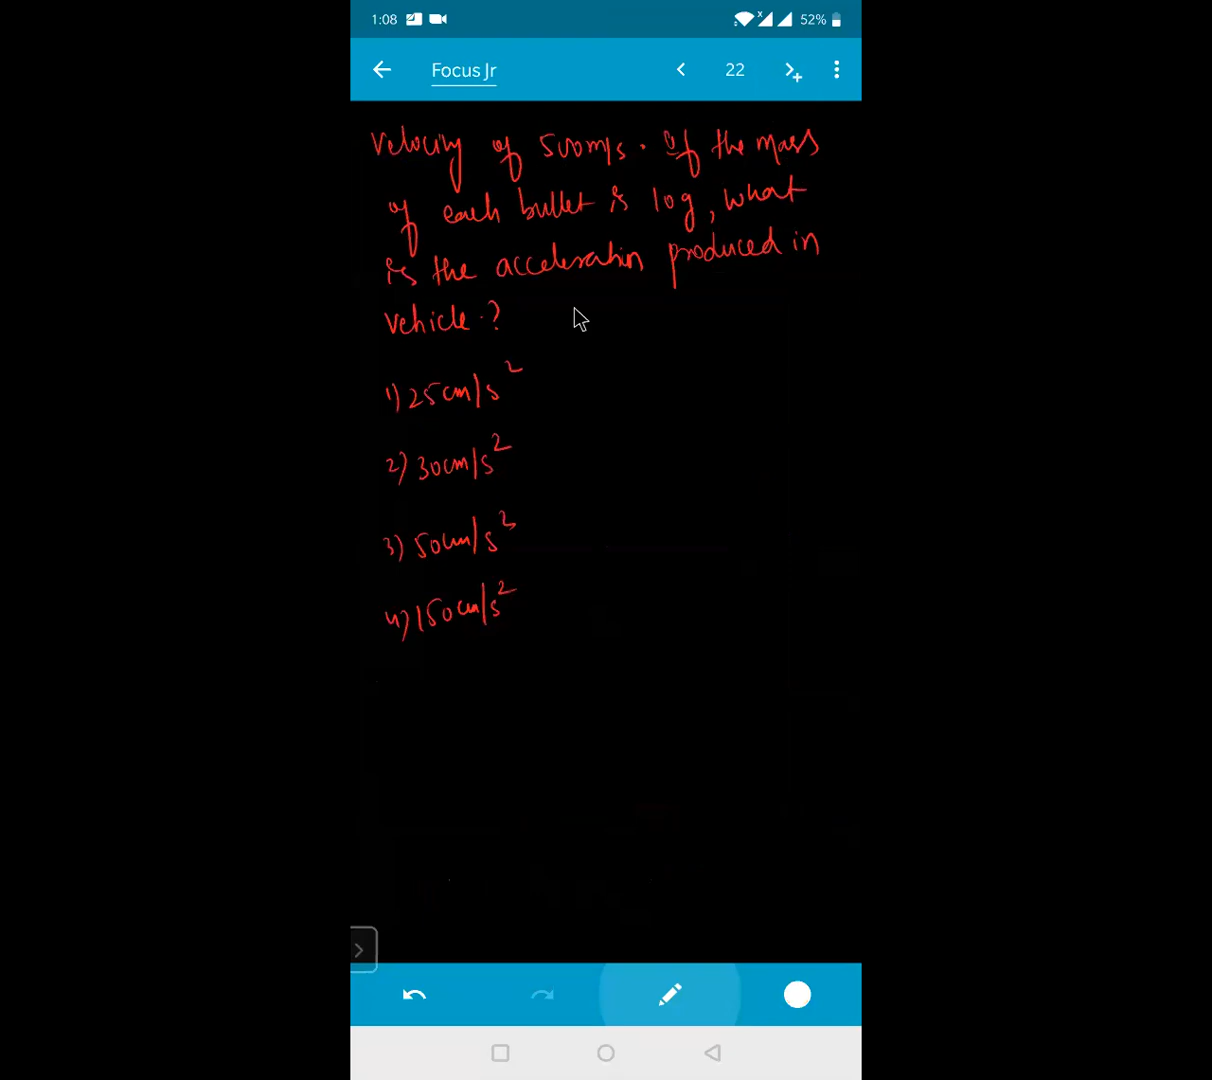 1:08 52%
Focus Jr 22
Velocity of 500m/s. If the mass
of each bullet is 10g, what
is the acceleration produced in
vehicle.?
1) 25cm/s²
2) 30cm/s²
3) 50cm/s²
4) 150cm/s²